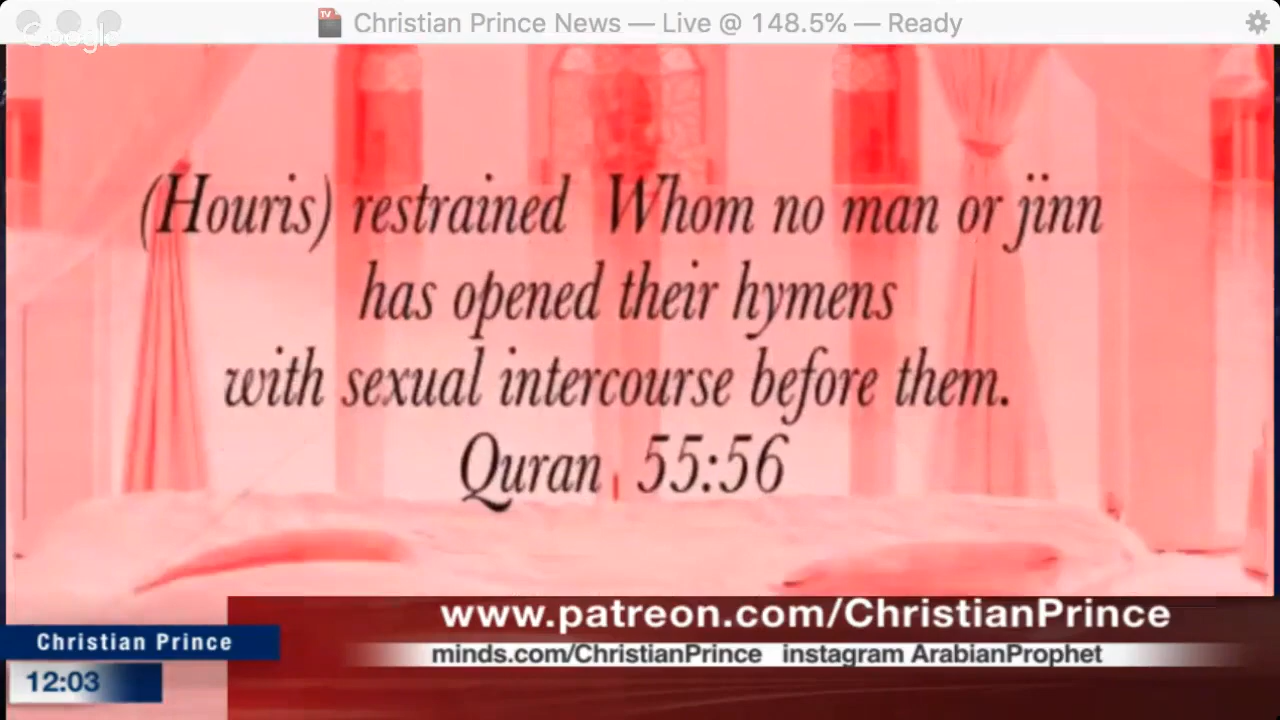 Christian Prince News — Live @ 148.5% — Ready
Google
(Houris) restrained Whom no man or jinn
has opened their hymens
with sexual intercourse before them.
Quran 55:56
www.patreon.com/ChristianPrince
Christian Prince
minds.com/ChristianPrince instagram ArabianProphet
12:03